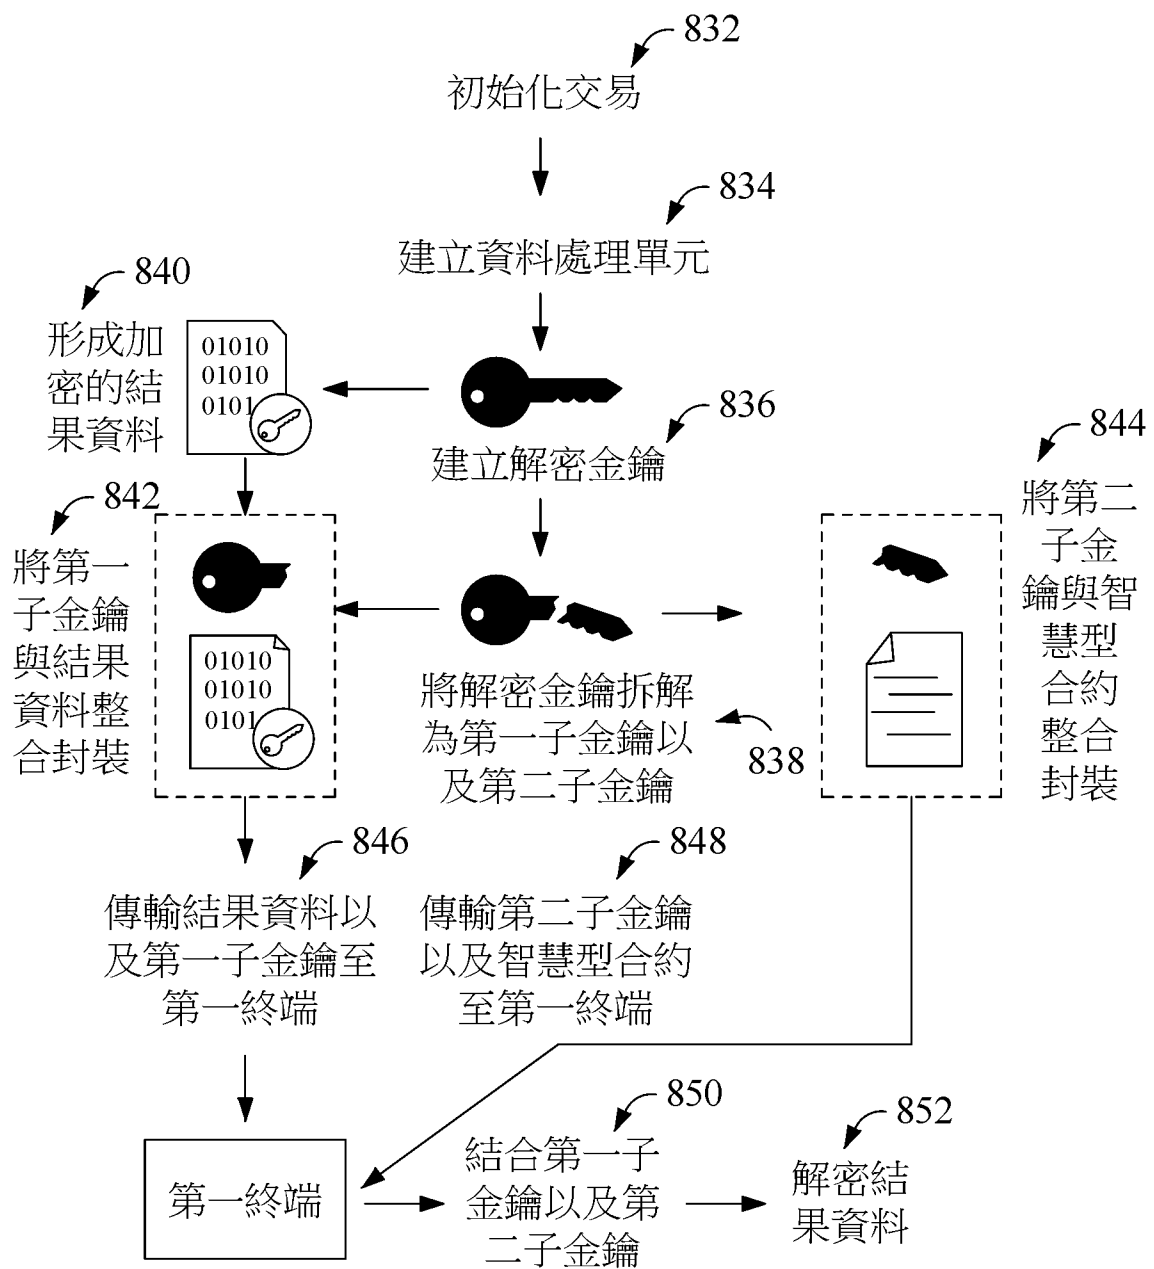 832
初始化交易
834
建立資料處理單元
840
形成加
密的結
果資料
01010
01010
0101
836
建立解密金鑰
842
將第一
子金鑰
與結果
資料整
合封裝
01010
01010
0101
將解密金鑰拆解
為第一子金鑰以
及第二子金鑰
838
844
將第二
子金
鑰與智
慧型
合約
整合
封裝
846
傳輸結果資料以
及第一子金鑰至
第一終端
848
傳輸第二子金鑰
以及智慧型合約
至第一終端
第一終端
850
結合第一子
金鑰以及第
二子金鑰
852
解密結
果資料